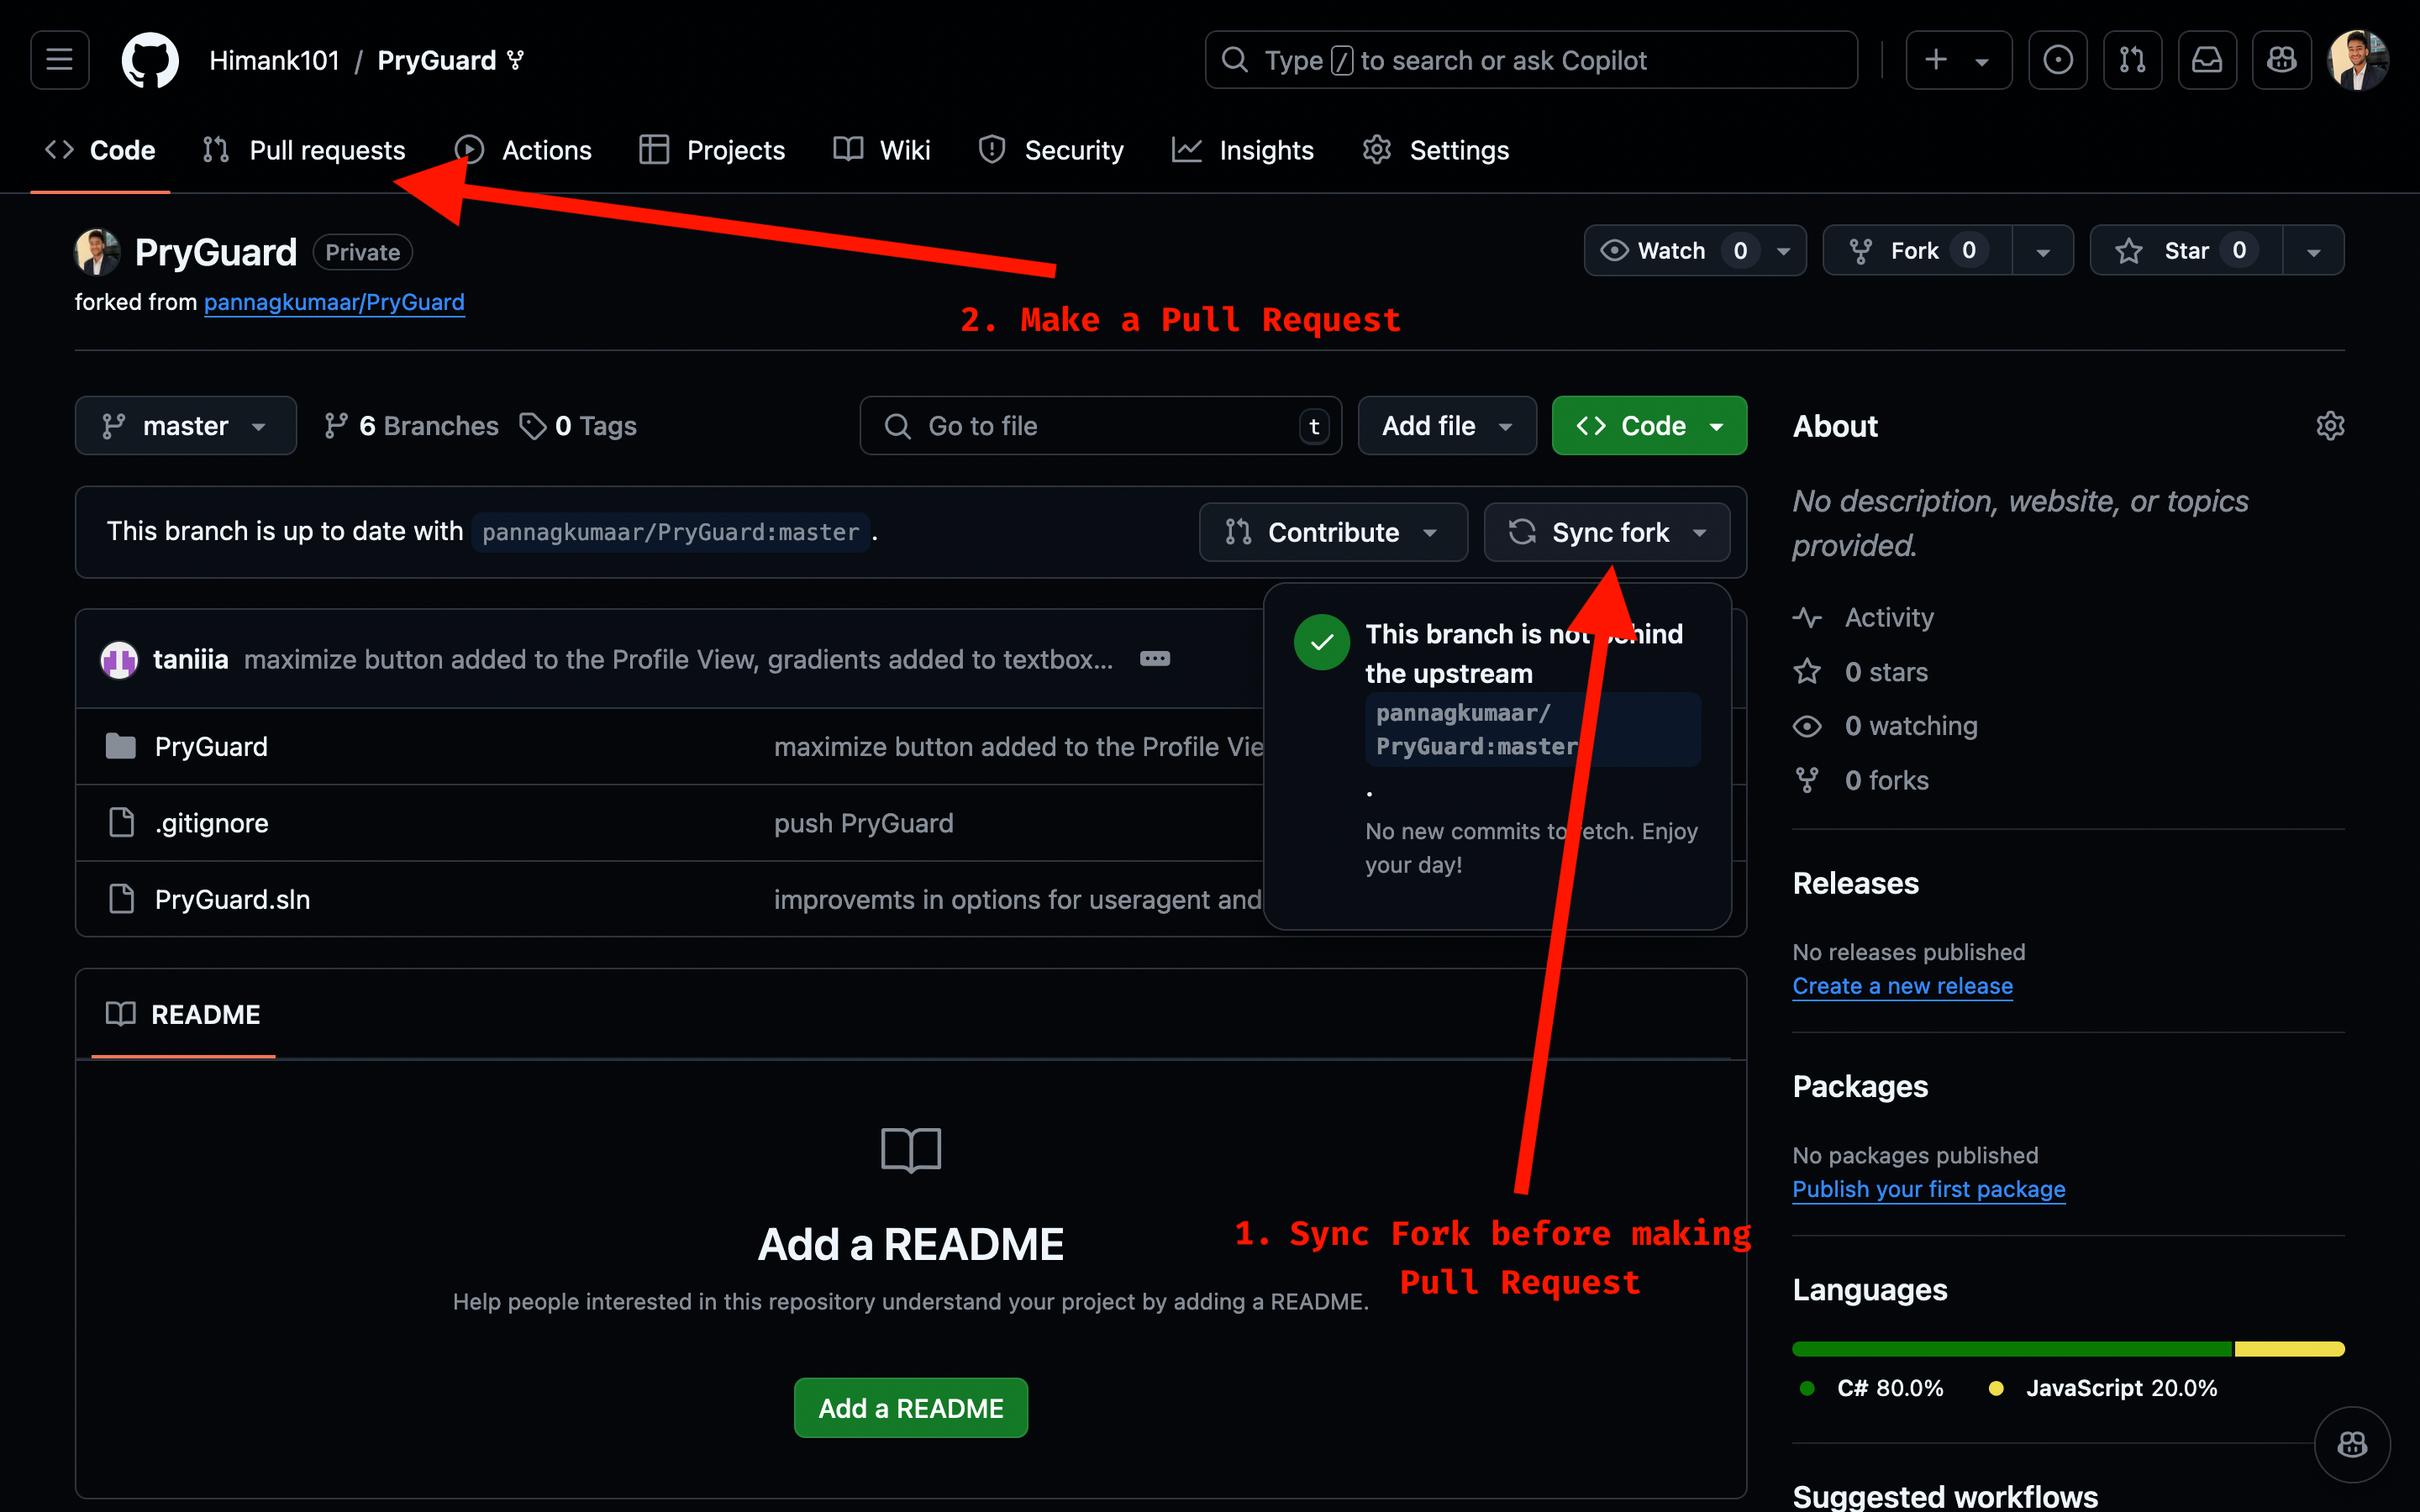 Himank101 / PryGuard
Type / to search or ask Copilot
Code
Pull requests
Actions
Projects
Wiki
Security
Insights
Settings
PryGuard Private
Watch 0
Fork 0
Star 0
forked from pannagkumaar/PryGuard
2. Make a Pull Request
master
6 Branches
0 Tags
Go to file
t
Add file
Code
This branch is up to date with pannagkumaar/PryGuard:master .
Contribute
Sync fork
This branch is not behind
the upstream
pannagkumaar/
PryGuard:master
.
No new commits to fetch. Enjoy
your day!
taniiia maximize button added to the Profile View, gradients added to textbox...
PryGuard maximize button added to the Profile Vie
.gitignore push PryGuard
PryGuard.sln improvemts in options for useragent and
README
Add a README
Help people interested in this repository understand your project by adding a README.
Add a README
1. Sync Fork before making
Pull Request
About
No description, website, or topics
provided.
Activity
0 stars
0 watching
0 forks
Releases
No releases published
Create a new release
Packages
No packages published
Publish your first package
Languages
C# 80.0%
JavaScript 20.0%
Suggested workflows